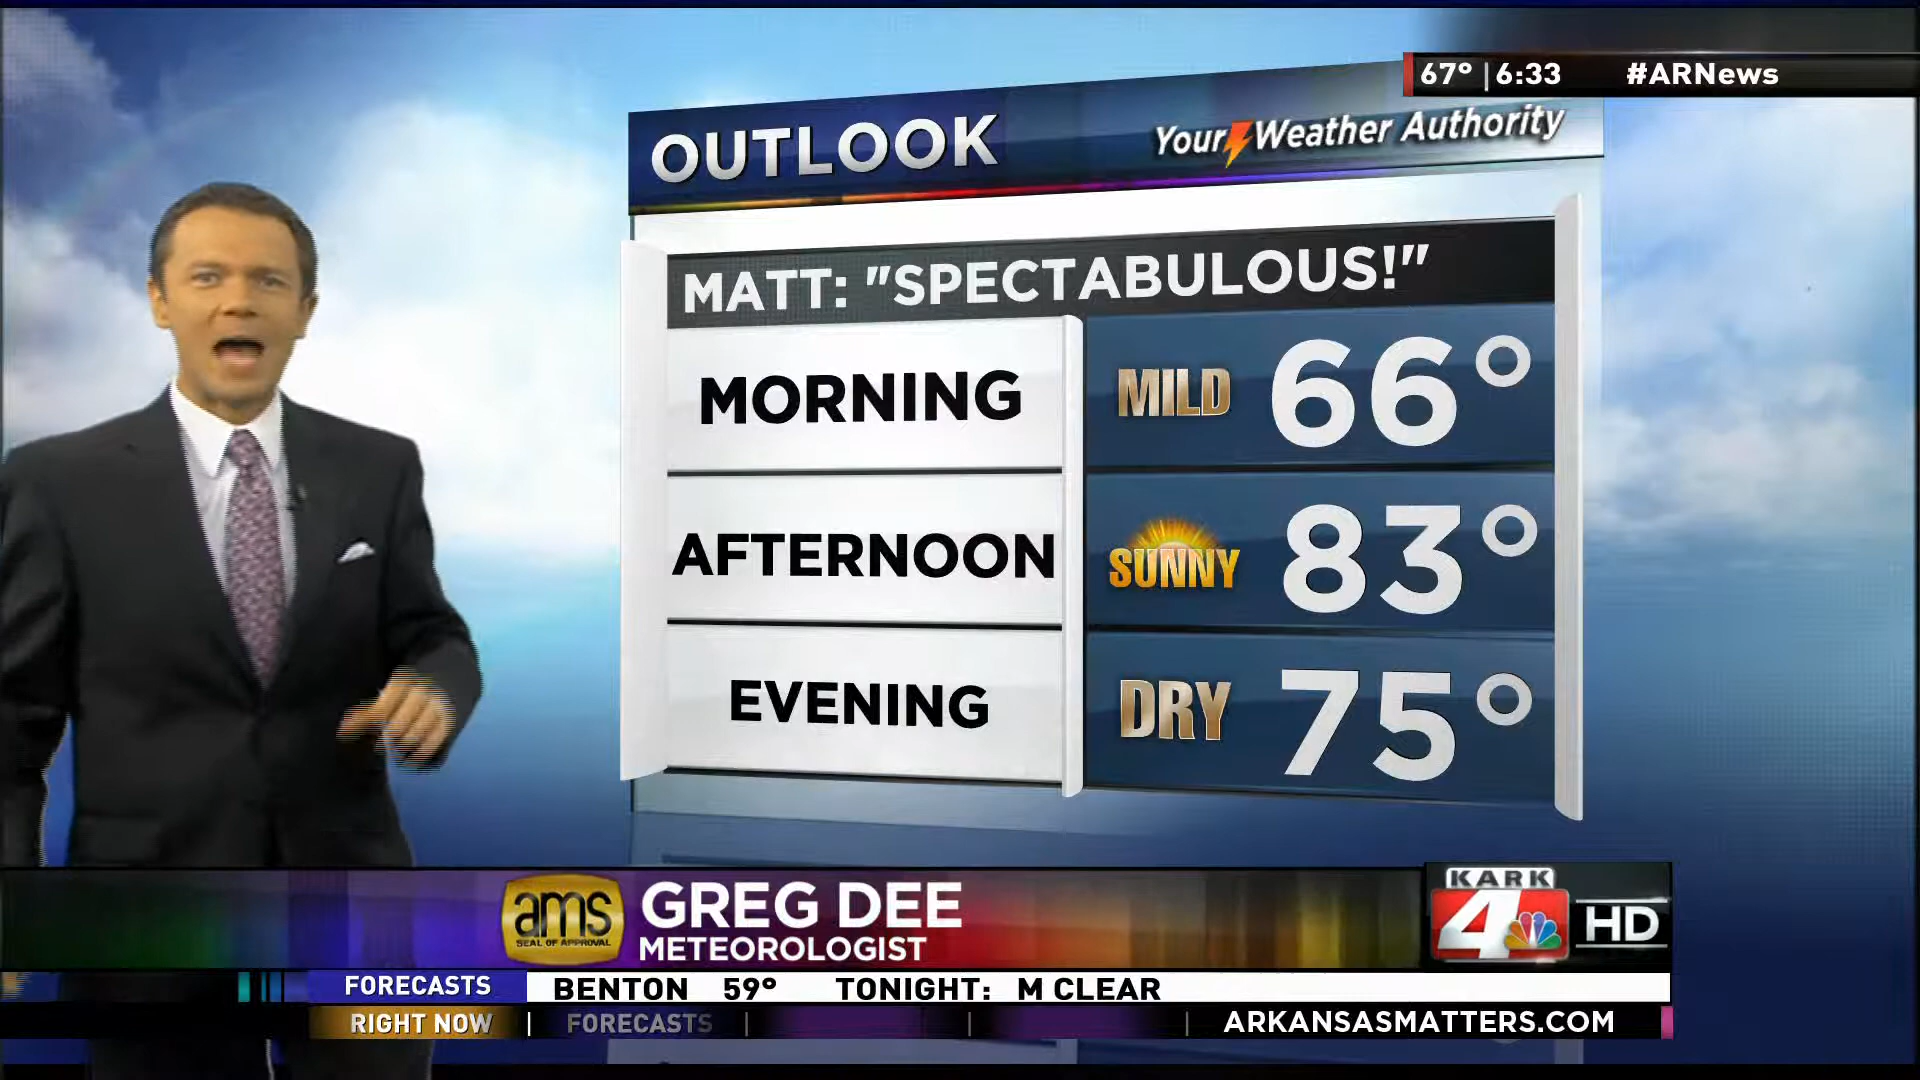 67° | 6:33 #ARNews
OUTLOOK
Your Weather Authority
MATT: "SPECTABULOUS!"
MORNING MILD 66°
AFTERNOON SUNNY 83°
EVENING DRY 75°
ams
SEAL OF APPROVAL
GREG DEE
METEOROLOGIST
KARK
4 HD
FORECASTS BENTON 59° TONIGHT: M CLEAR
RIGHT NOW | FORECASTS | | | ARKANSASMATTERS.COM